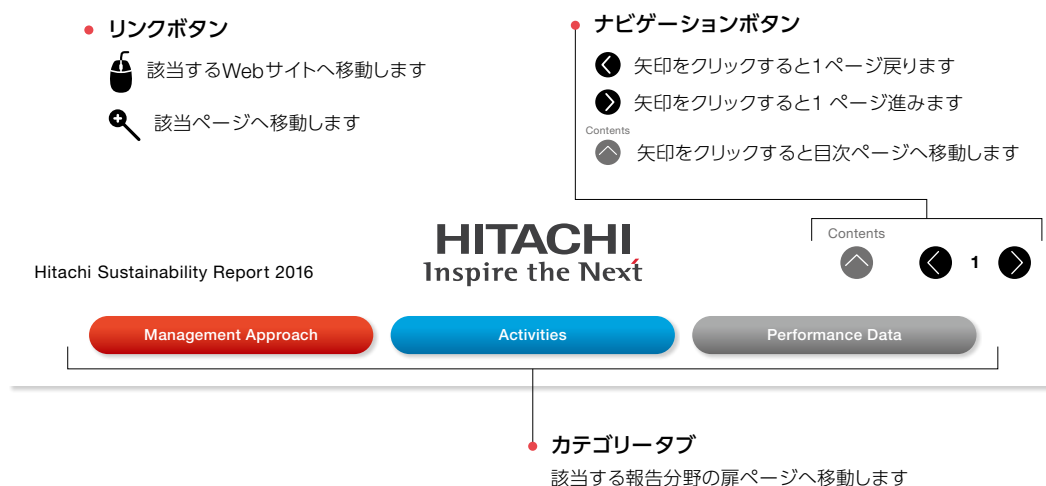 リンクボタン
該当するWebサイトへ移動します
該当ページへ移動します
ナビゲーションボタン
矢印をクリックすると1ページ戻ります
矢印をクリックすると1 ページ進みます
Contents
矢印をクリックすると目次ページへ移動します
Hitachi Sustainability Report 2016
HITACHI
Inspire the Next
Contents
1
Management Approach
Activities
Performance Data
カテゴリータブ
該当する報告分野の扉ページへ移動します